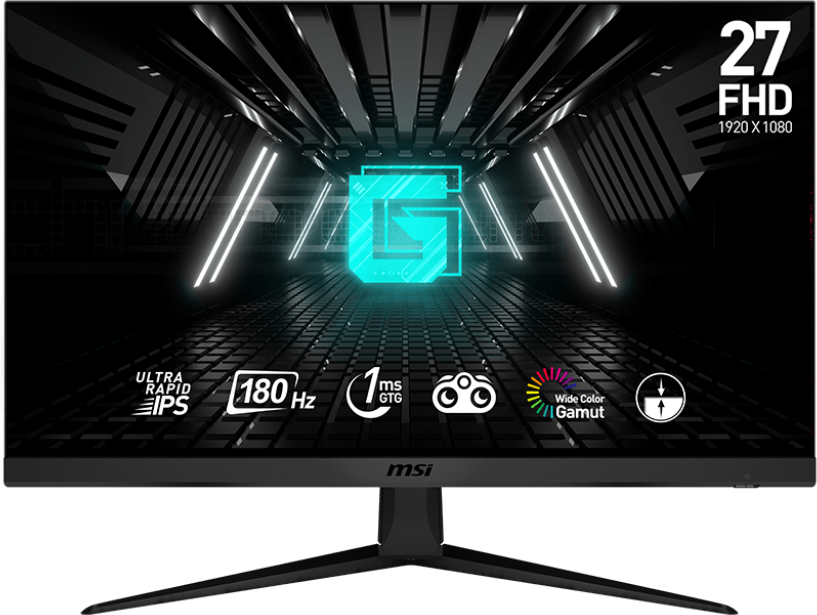 27
FHD
1920 X 1080
G
ULTRA
RAPID
IPS
180 Hz
1ms
GTG
Wide Color
Gamut
msi